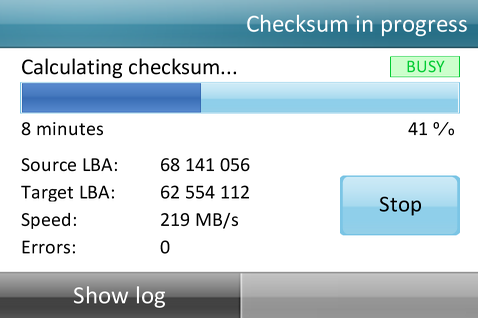 Checksum in progress
Calculating checksum... BUSY
8 minutes 41 %
Source LBA: 68 141 056
Target LBA: 62 554 112
Speed: 219 MB/s
Errors: 0
Stop
Show log